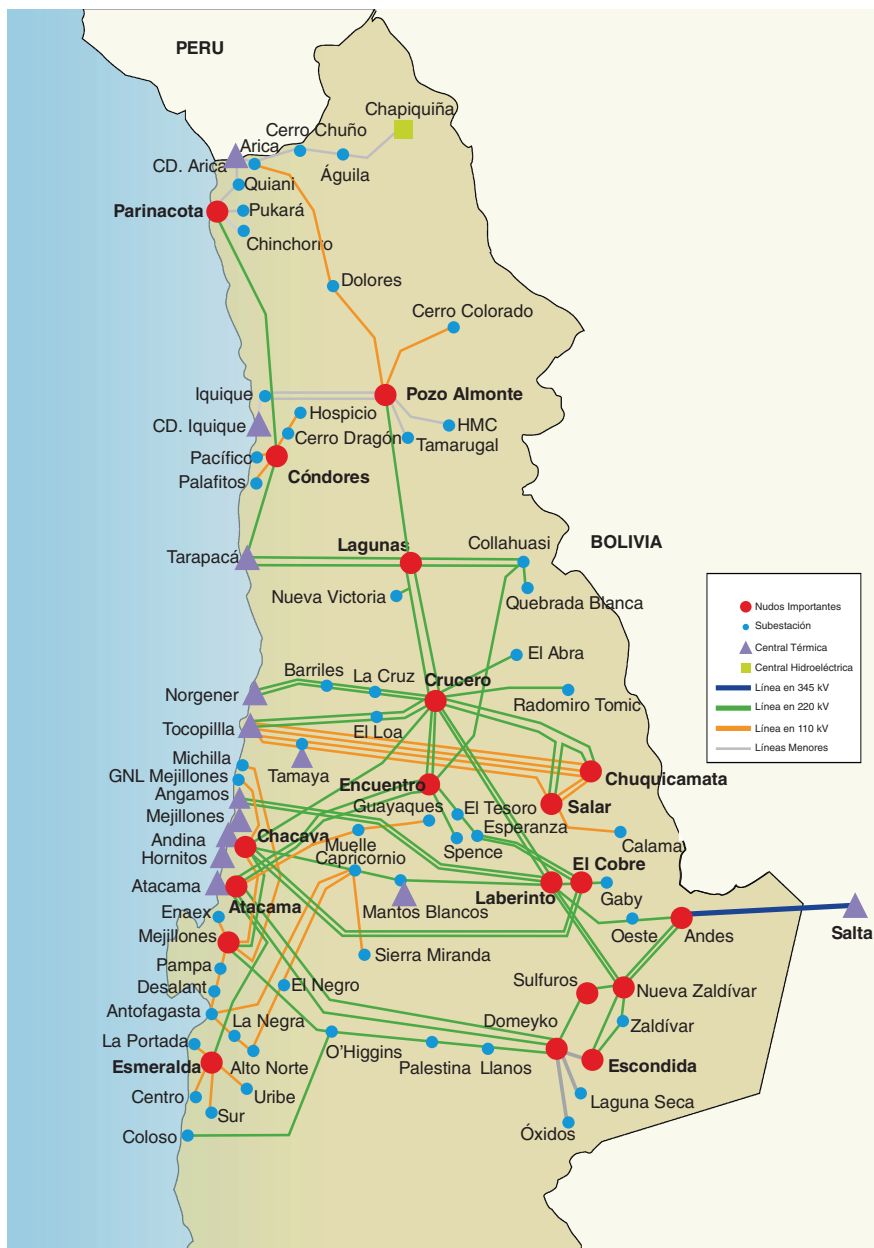 PERU
Chapiquiña
Cerro Chuño
Arica
CD. Arica
Águila
Quiani
Parinacota
Pukará
Chinchorro
Dolores
Cerro Colorado
Iquique
Pozo Almonte
Hospicio
CD. Iquique
HMC
Cerro Dragón
Tamarugal
Pacífico
Cóndores
Palafitos
Tarapacá
Lagunas
Collahuasi
BOLIVIA
Nueva Victoria
Quebrada Blanca
Nudos Importantes
Subestación
Central Térmica
Central Hidroeléctrica
Línea en 345 kV
Línea en 220 kV
Línea en 110 kV
Líneas Menores
El Abra
Barriles
La Cruz
Crucero
Norgener
Radomiro Tomic
Tocopillla
El Loa
Michilla
GNL Mejillones
Tamaya
Encuentro
Chuquicamata
Angamos
Guayaques
El Tesoro
Salar
Mejillones
Esperanza
Andina
Chacava
Muelle
Spence
Calama
Hornitos
Capricornio
El Cobre
Atacama
Atacama
Laberinto
Gaby
Mantos Blancos
Enaex
Oeste
Andes
Salta
Mejillones
Sierra Miranda
Pampa
Sulfuros
Desalant
El Negro
Nueva Zaldívar
Antofagasta
La Negra
Domeyko
Zaldívar
La Portada
O'Higgins
Alto Norte
Palestina
Llanos
Escondida
Esmeralda
Centro
Uribe
Laguna Seca
Sur
Óxidos
Coloso